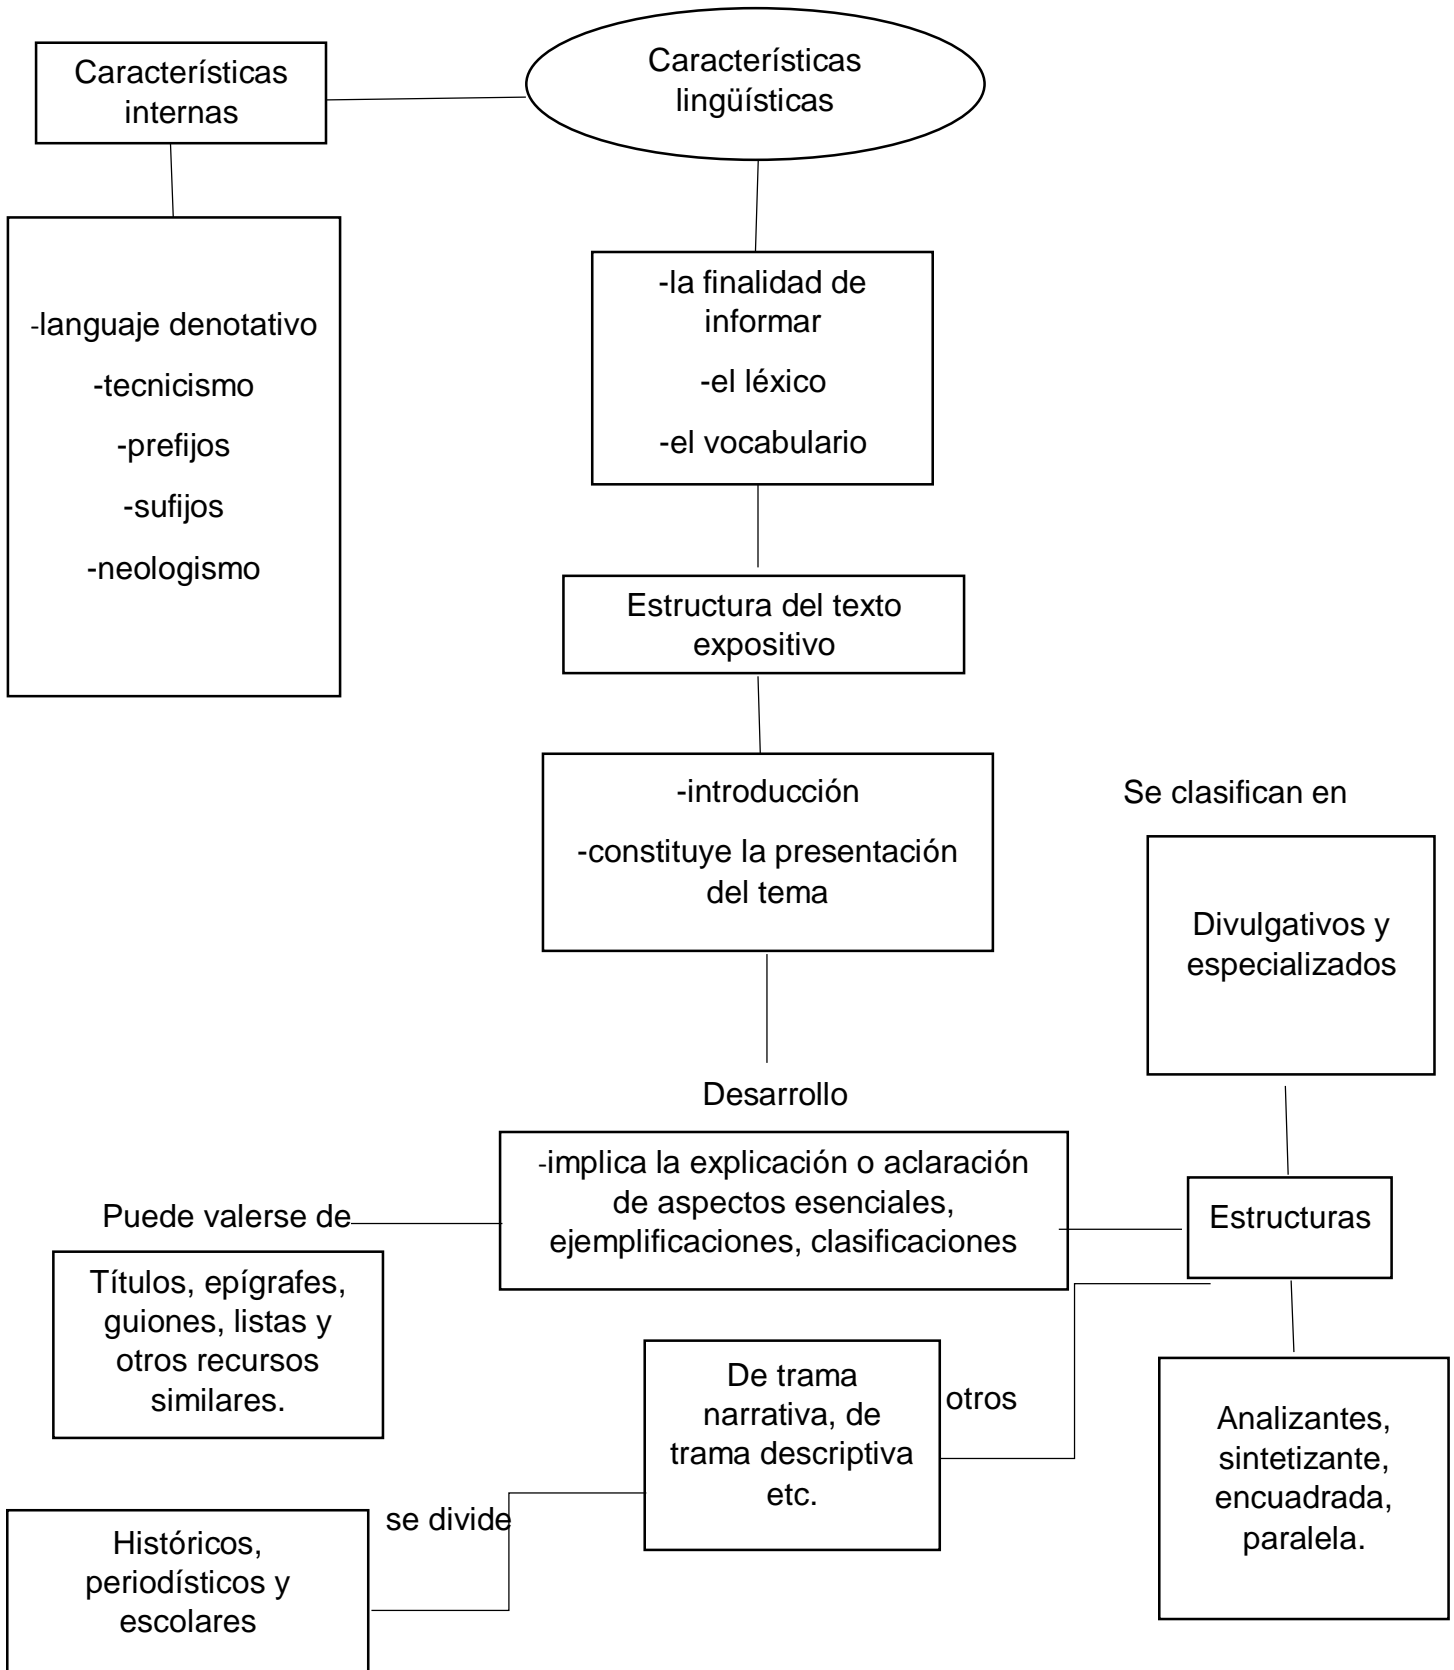 Característícas
internas
Característícas
lingüísticas
-languaje denotativo
-tecnicismo
-prefijos
-sufijos
-neologismo
-la finalidad de
informar
-el léxico
-el vocabulario
Estructura del texto
expositivo
-introducción
-constituye la presentación
del tema
Se clasifican en
Divulgativos y
especializados
Desarrollo
-implica la explicación o aclaración
de aspectos esenciales,
ejemplificaciones, clasificaciones
Puede valerse de
Títulos, epígrafes,
guiones, listas y
otros recursos
similares.
Estructuras
De trama
narrativa, de
trama descriptiva
etc.
otros
Analizantes,
sintetizante,
encuadrada,
paralela.
se divide
Históricos,
periodísticos y
escolares